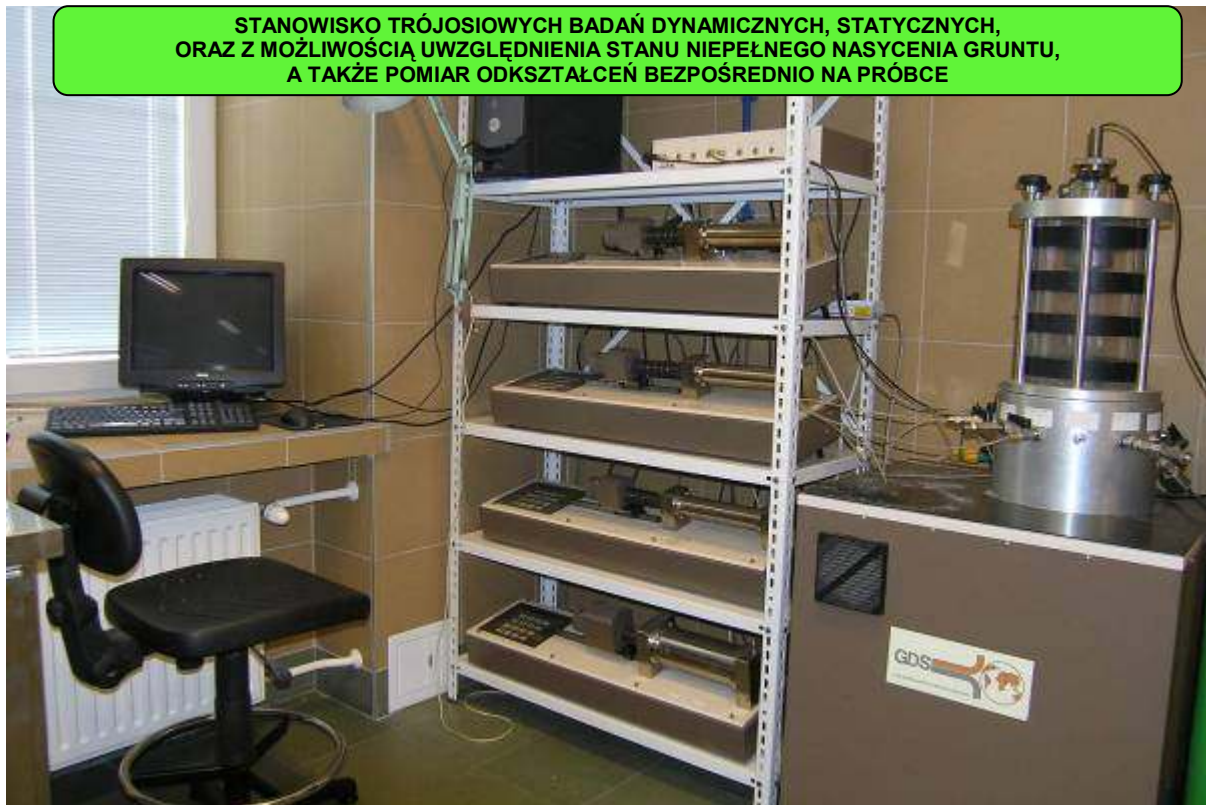 STANOWISKO TRÓJOSIOWYCH BADAŃ DYNAMICZNYCH, STATYCZNYCH,
ORAZ Z MOŻLIWOŚCIĄ UWZGLĘDNIENIA STANU NIEPEŁNEGO NASYCENIA GRUNTU,
A TAKŻE POMIAR ODKSZTAŁCEŃ BEZPOŚREDNIO NA PRÓBCE
GDS